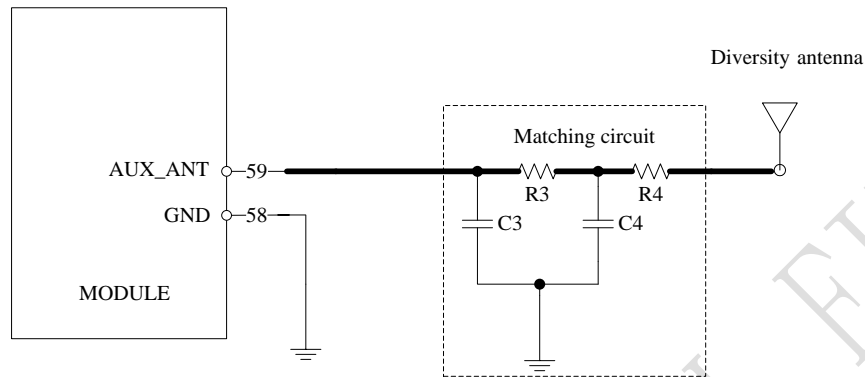 Diversity antenna
Matching circuit
AUX_ANT 59
R3 R4
GND 58
C3 C4
MODULE